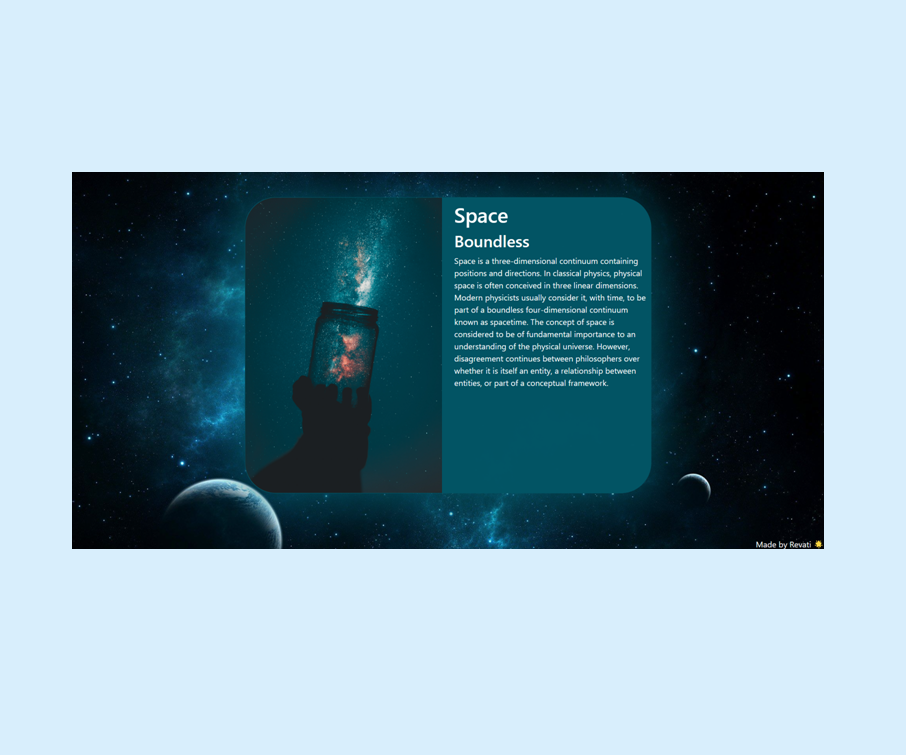 Space
Boundless
Space is a three-dimensional continuum containing
positions and directions. In classical physics, physical
space is often conceived in three linear dimensions.
Modern physicists usually consider it, with time, to be
part of a boundless four-dimensional continuum
known as spacetime. The concept of space is
considered to be of fundamental importance to an
understanding of the physical universe. However,
disagreement continues between philosophers over
whether it is itself an entity, a relationship between
entities, or part of a conceptual framework.
Made by Revati 🌟